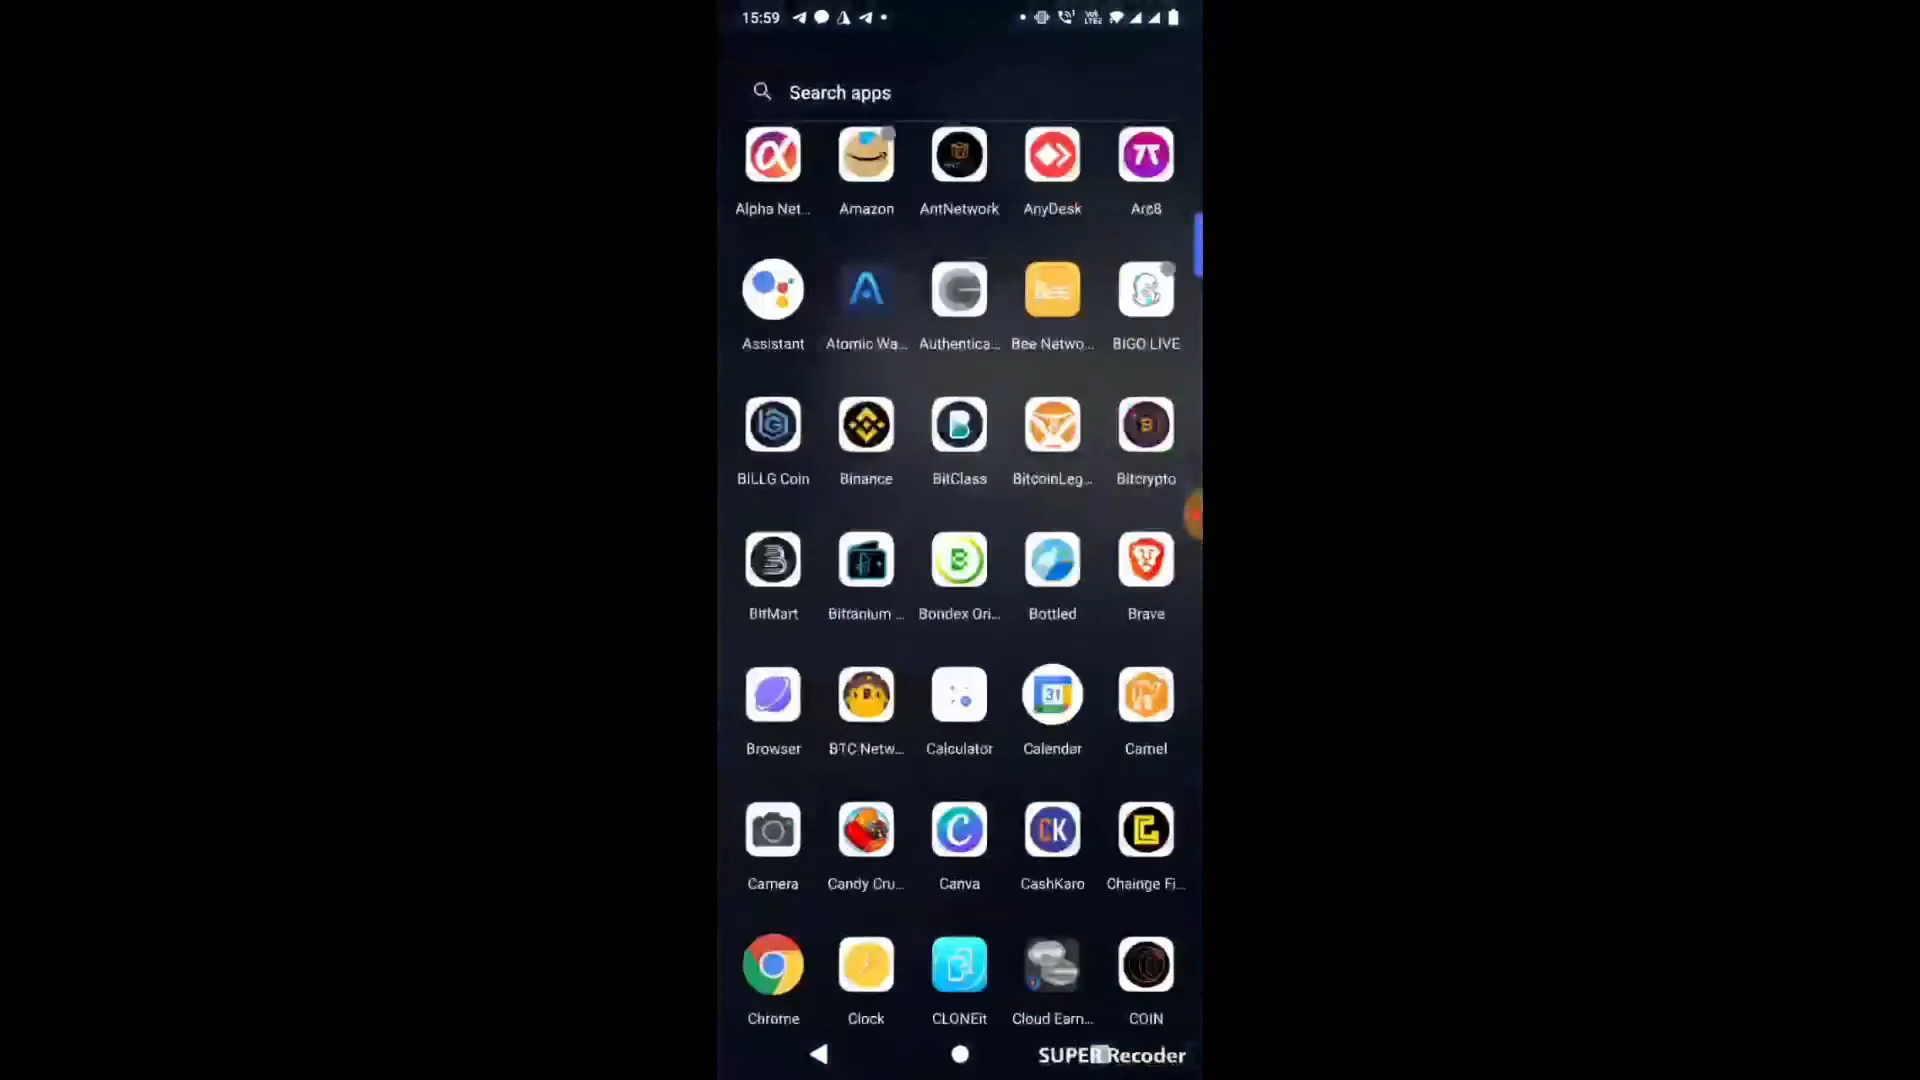 15:59
Search apps
Alpha Net... Amazon AntNetwork AnyDesk Arc8
Assistant Atomic Wa... Authentica... Bee Netwo... BIGO LIVE
BILLG Coin Binance BitClass BitcoinLeg... Bitcrypto
BitMart Bitranium ... Bondex Ori... Bottled Brave
31
Browser BTC Netw... Calculator Calendar Camel
CK
Camera Candy Cru... Canva CashKaro Chainge Fi...
Chrome Clock CLONEit Cloud Earn... COIN
SUPER Recoder